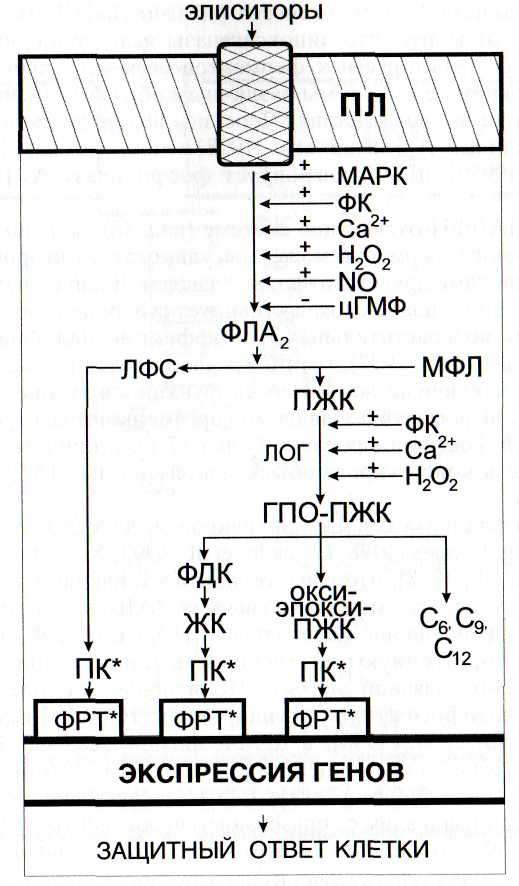 элиситоры
ПЛ
+ МАРК
+ ФК
+ Ca²⁺
+ H₂O₂
+ NO
− цГМФ
ФЛА₂
ЛФС МФЛ
ПЖК
+ ФК
ЛОГ + Ca²⁺
+ H₂O₂
ГПО-ПЖК
ФДК
ОКСИ-
ЭПОКСИ-
ЖК ПЖК
C₆, C₉,
C₁₂
ПК* ПК* ПК*
ФРТ* ФРТ* ФРТ*
ЭКСПРЕССИЯ ГЕНОВ
ЗАЩИТНЫЙ ОТВЕТ КЛЕТКИ